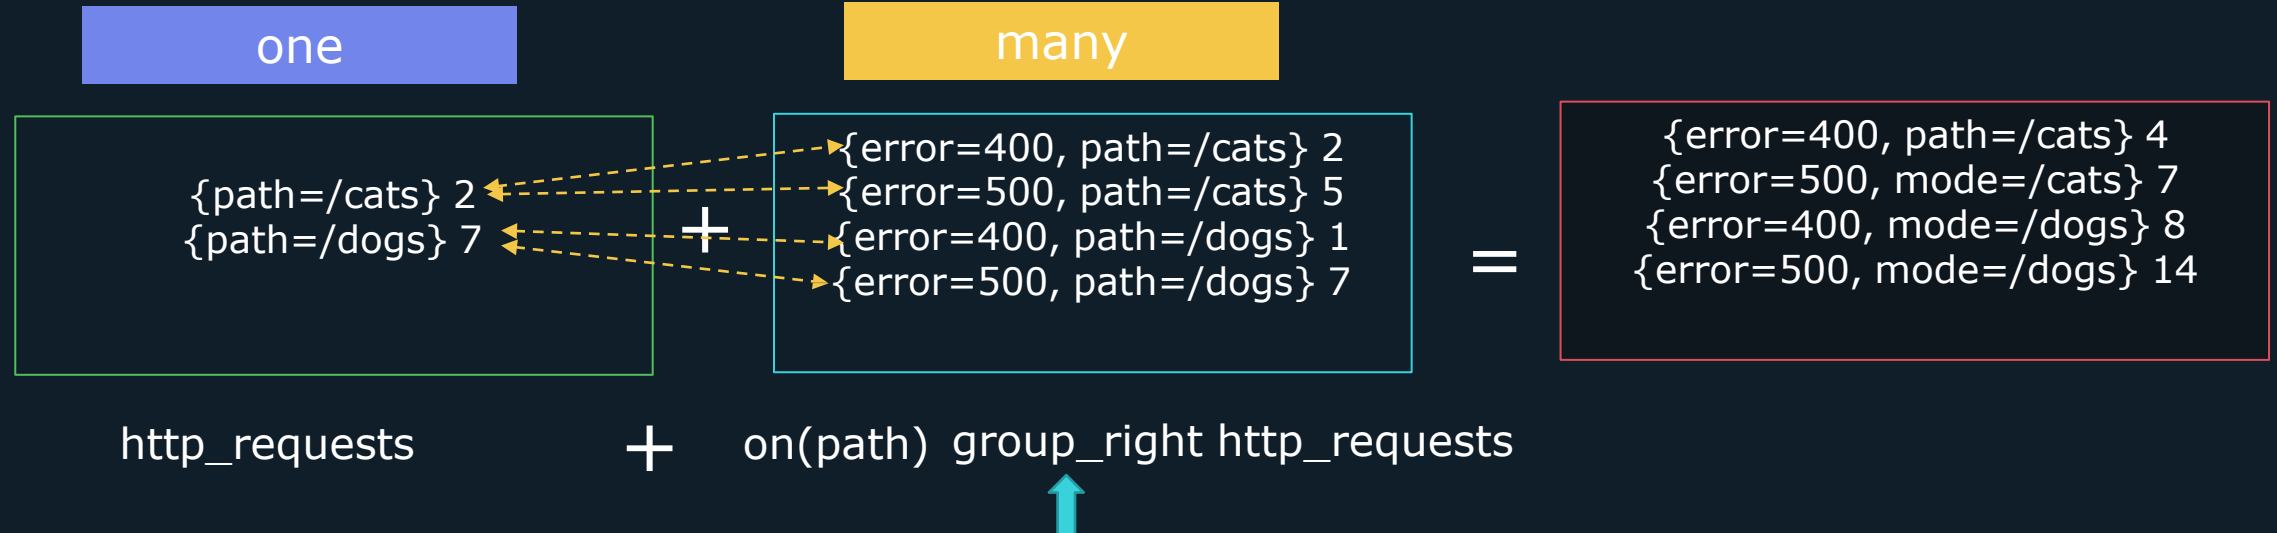 one
many
{path=/cats} 2
{path=/dogs} 7
+
{error=400, path=/cats} 2
{error=500, path=/cats} 5
{error=400, path=/dogs} 1
{error=500, path=/dogs} 7
=
{error=400, path=/cats} 4
{error=500, mode=/cats} 7
{error=400, mode=/dogs} 8
{error=500, mode=/dogs} 14
http_requests + on(path) group_right http_requests